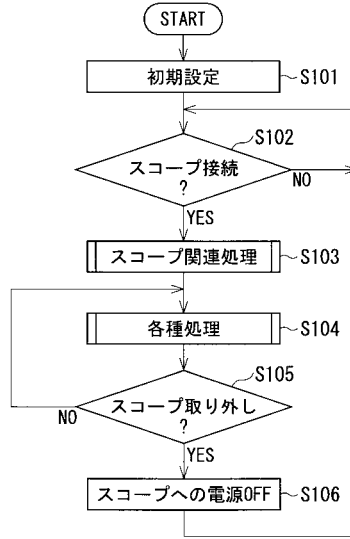 START
初期設定 S101
スコープ接続 ? S102
NO
YES
スコープ関連処理 S103
各種処理 S104
スコープ取り外し ? S105
NO
YES
スコープへの電源OFF S106